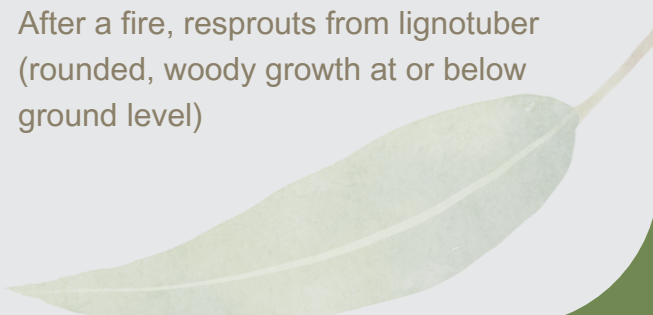 After a fire, resprouts from lignotuber
(rounded, woody growth at or below
ground level)